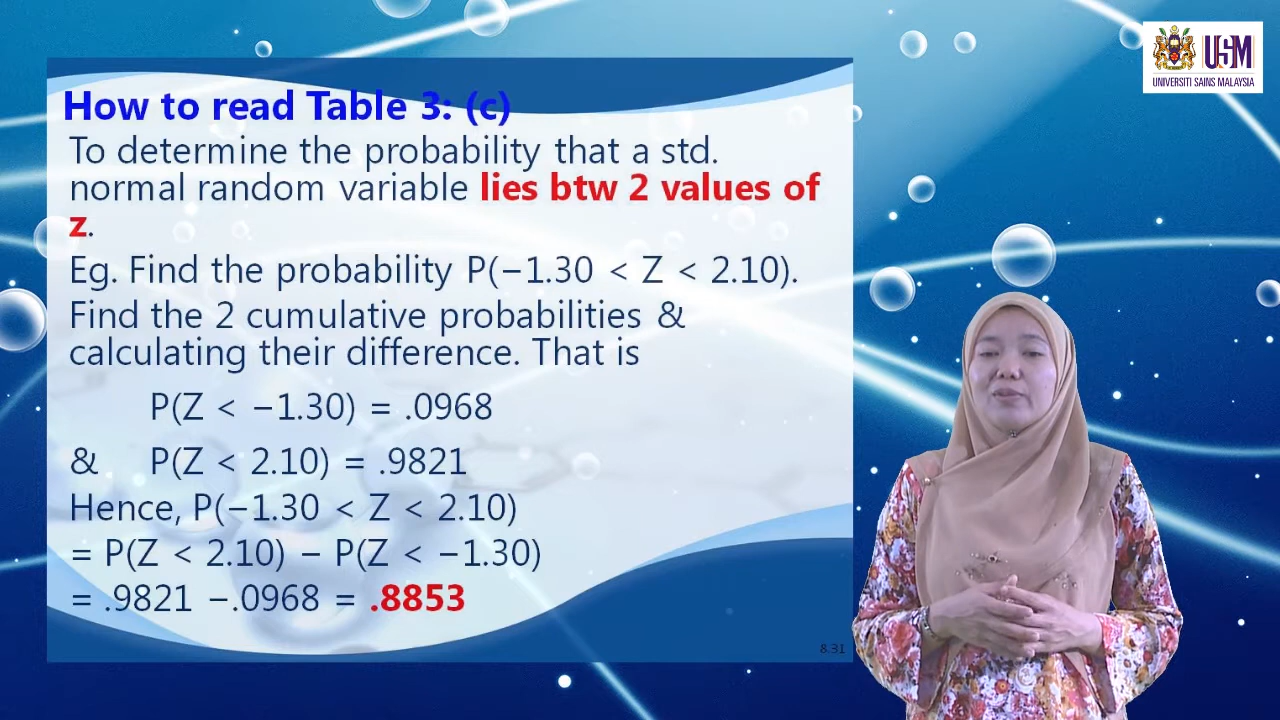 How to read Table 3: (c)
To determine the probability that a std.
normal random variable lies btw 2 values of
z.
Eg. Find the probability P(−1.30 < Z < 2.10).
Find the 2 cumulative probabilities &
calculating their difference. That is
P(Z < −1.30) = .0968
& P(Z < 2.10) = .9821
Hence, P(−1.30 < Z < 2.10)
= P(Z < 2.10) − P(Z < −1.30)
= .9821 −.0968 = .8853
8.31
USM
UNIVERSITI SAINS MALAYSIA